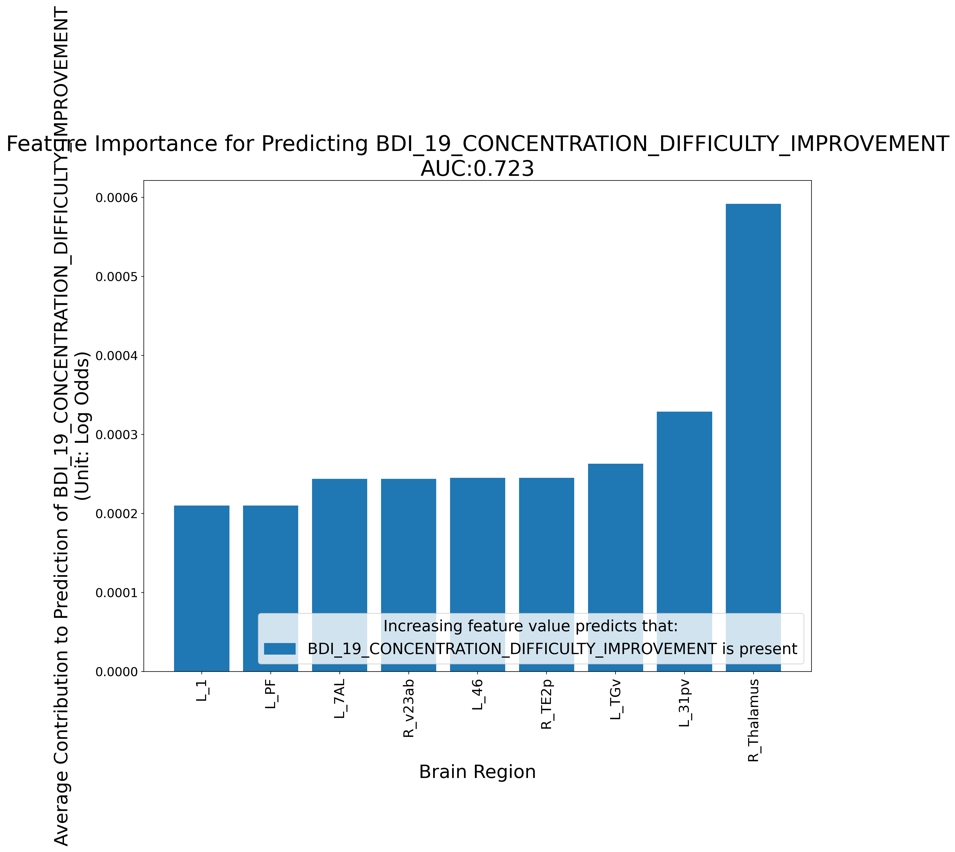 Feature Importance for Predicting BDI_19_CONCENTRATION_DIFFICULTY_IMPROVEMENT
AUC:0.723
Average Contribution to Prediction of BDI_19_CONCENTRATION_DIFFICULTY_IMPROVEMENT
(Unit: Log Odds)
0.0006
0.0005
0.0004
0.0003
0.0002
0.0001
0.0000
Increasing feature value predicts that:
BDI_19_CONCENTRATION_DIFFICULTY_IMPROVEMENT is present
L_1
L_PF
L_7AL
R_v23ab
L_46
R_TE2p
L_TGv
L_31pv
R_Thalamus
Brain Region